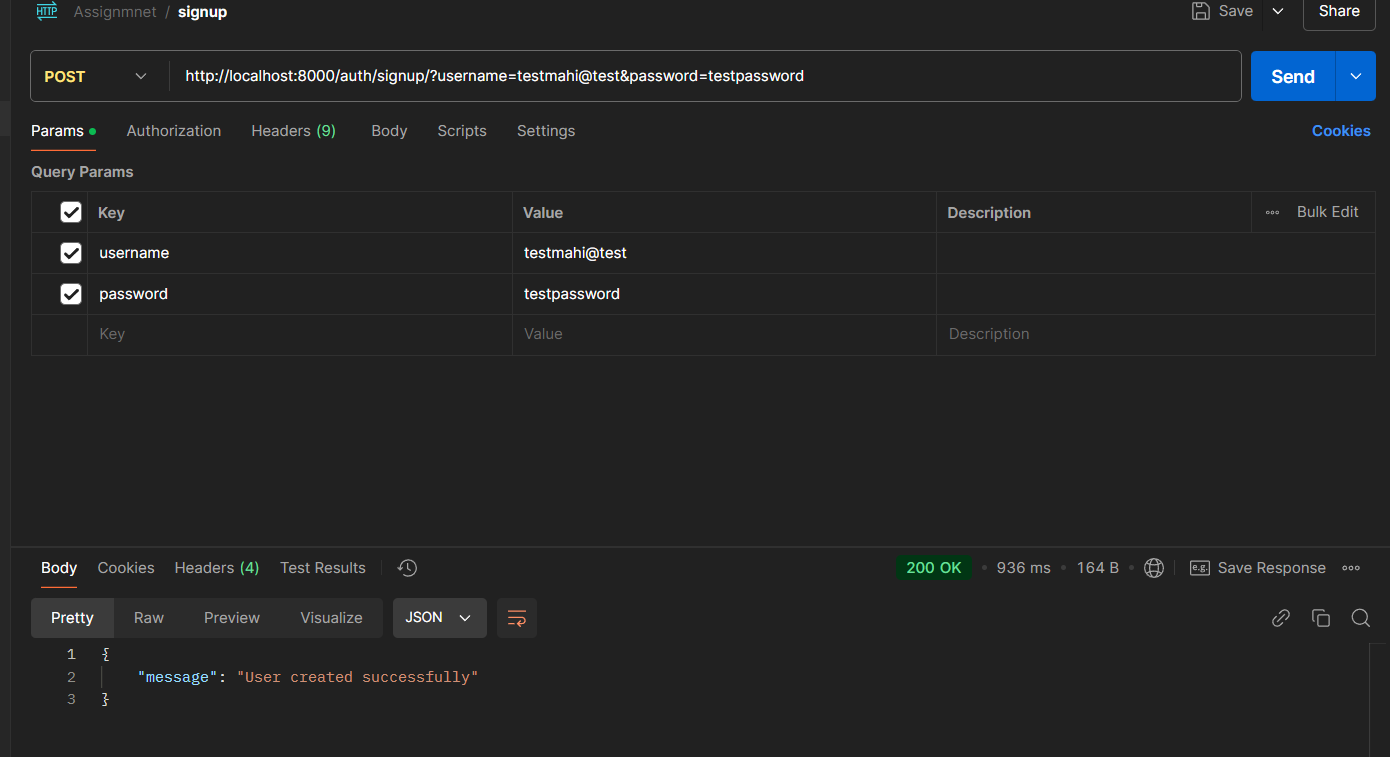 HTTP Assignmnet / signup Save Share
POST http://localhost:8000/auth/signup/?username=testmahi@test&password=testpassword Send
Params Authorization Headers (9) Body Scripts Settings Cookies
Query Params
Key Value Description Bulk Edit
username testmahi@test
password testpassword
Key Value Description
Body Cookies Headers (4) Test Results 200 OK 936 ms 164 B e.g. Save Response
Pretty Raw Preview Visualize JSON
1 {
2 "message": "User created successfully"
3 }